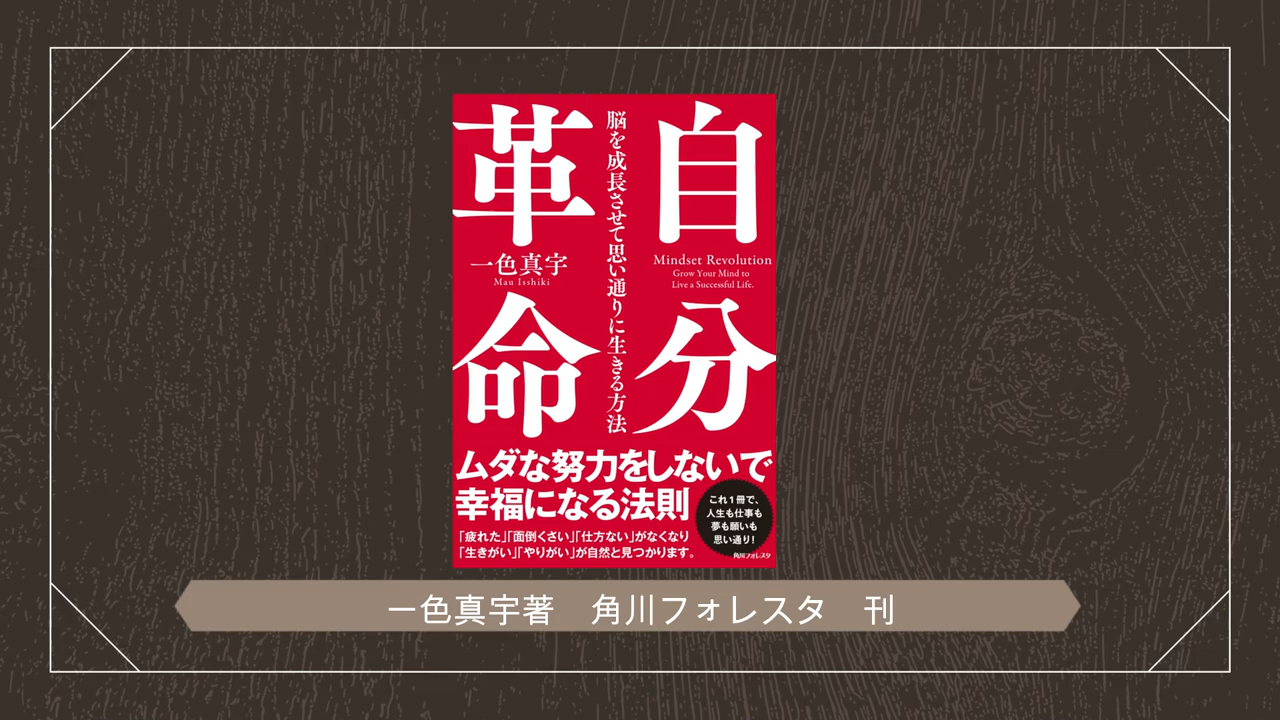 自分革命
脳を成長させて思い通りに生きる方法
Mindset Revolution
Grow Your Mind to
Live a Successful Life.
一色真宇
Mau Isshiki
ムダな努力をしないで
幸福になる法則
「疲れた」「面倒くさい」「仕方ない」がなくなり
「生きがい」「やりがい」が自然と見つかります。
これ1冊で、
人生も仕事も
夢も願いも
思い通り!
角川フォレスタ
一色真宇著　角川フォレスタ　刊